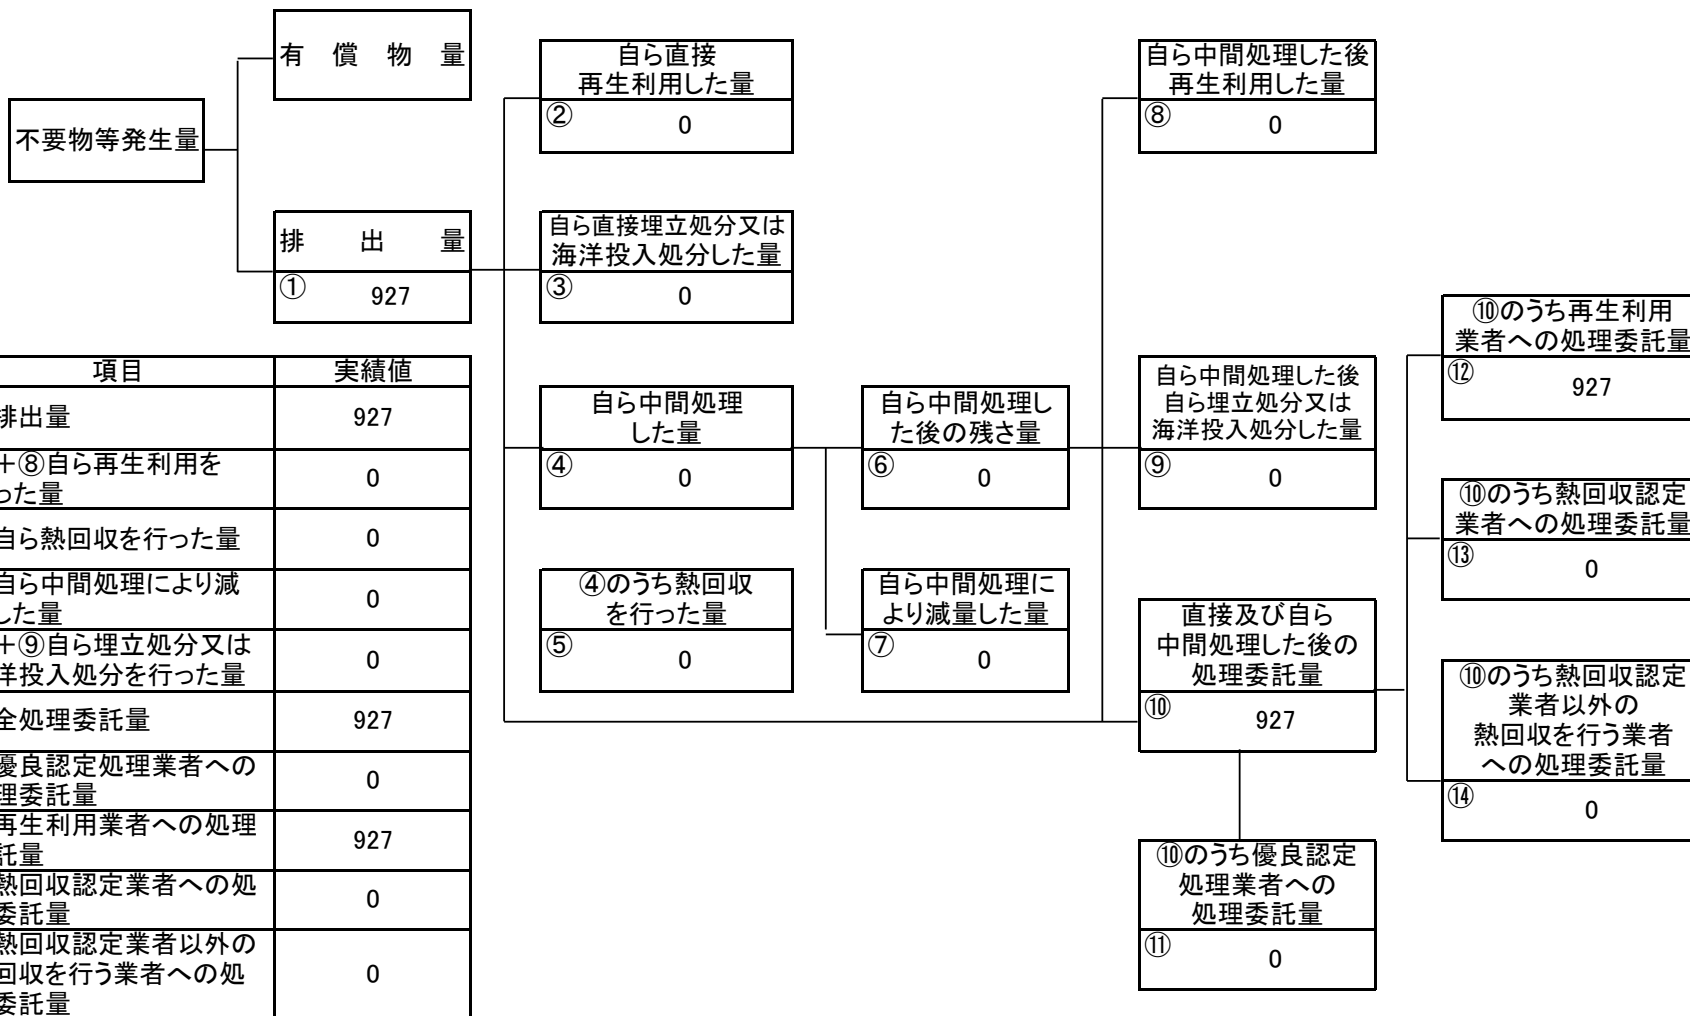 有償物量
不要物等発生量
排出量
① 927
自ら直接
再生利用した量
② 0
自ら直接埋立処分又は
海洋投入処分した量
③ 0
自ら中間処理
した量
④ 0
④のうち熱回収
を行った量
⑤ 0
自ら中間処理し
た後の残さ量
⑥ 0
自ら中間処理に
より減量した量
⑦ 0
自ら中間処理した後
再生利用した量
⑧ 0
自ら中間処理した後
自ら埋立処分又は
海洋投入処分した量
⑨ 0
直接及び自ら
中間処理した後の
処理委託量
⑩ 927
⑩のうち優良認定
処理業者への
処理委託量
⑪ 0
⑩のうち再生利用
業者への処理委託量
⑫ 927
⑩のうち熱回収認定
業者への処理委託量
⑬ 0
⑩のうち熱回収認定
業者以外の
熱回収を行う業者
への処理委託量
⑭ 0
項目 実績値
排出量 927
+⑧自ら再生利用を
った量 0
自ら熱回収を行った量 0
自ら中間処理により減
した量 0
+⑨自ら埋立処分又は
洋投入処分を行った量 0
全処理委託量 927
優良認定処理業者への
理委託量 0
再生利用業者への処理
託量 927
熱回収認定業者への処
委託量 0
熱回収認定業者以外の
回収を行う業者への処
委託量 0